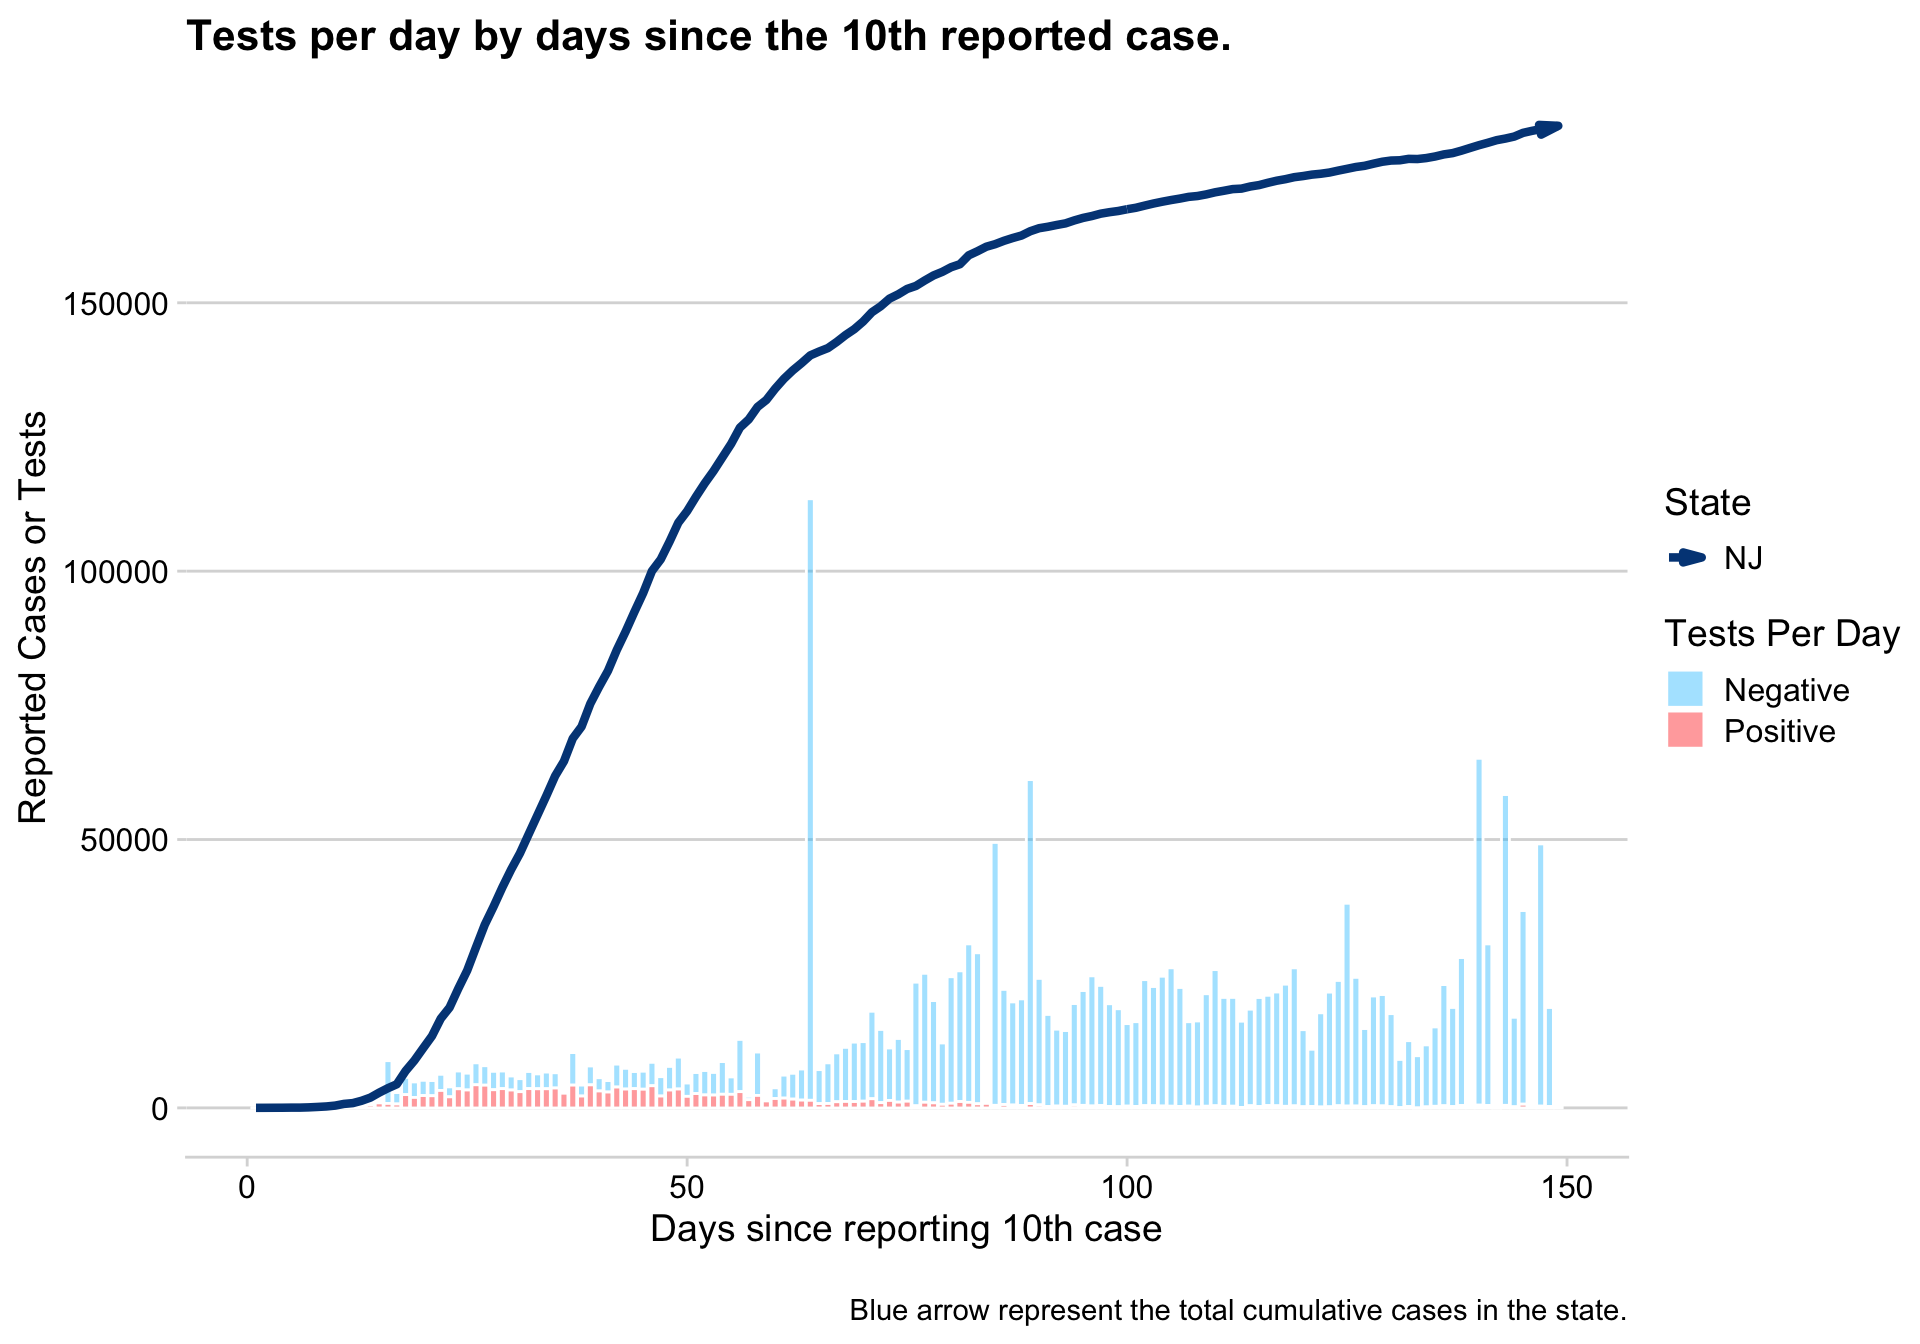 Tests per day by days since the 10th reported case.
Reported Cases or Tests
150000
100000
50000
0
0
50
100
150
Days since reporting 10th case
State
NJ
Tests Per Day
Negative
Positive
Blue arrow represent the total cumulative cases in the state.